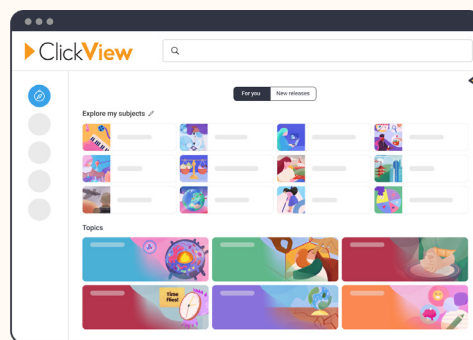 ClickView
For you
New releases
Explore my subjects
Topics
Time
flies!